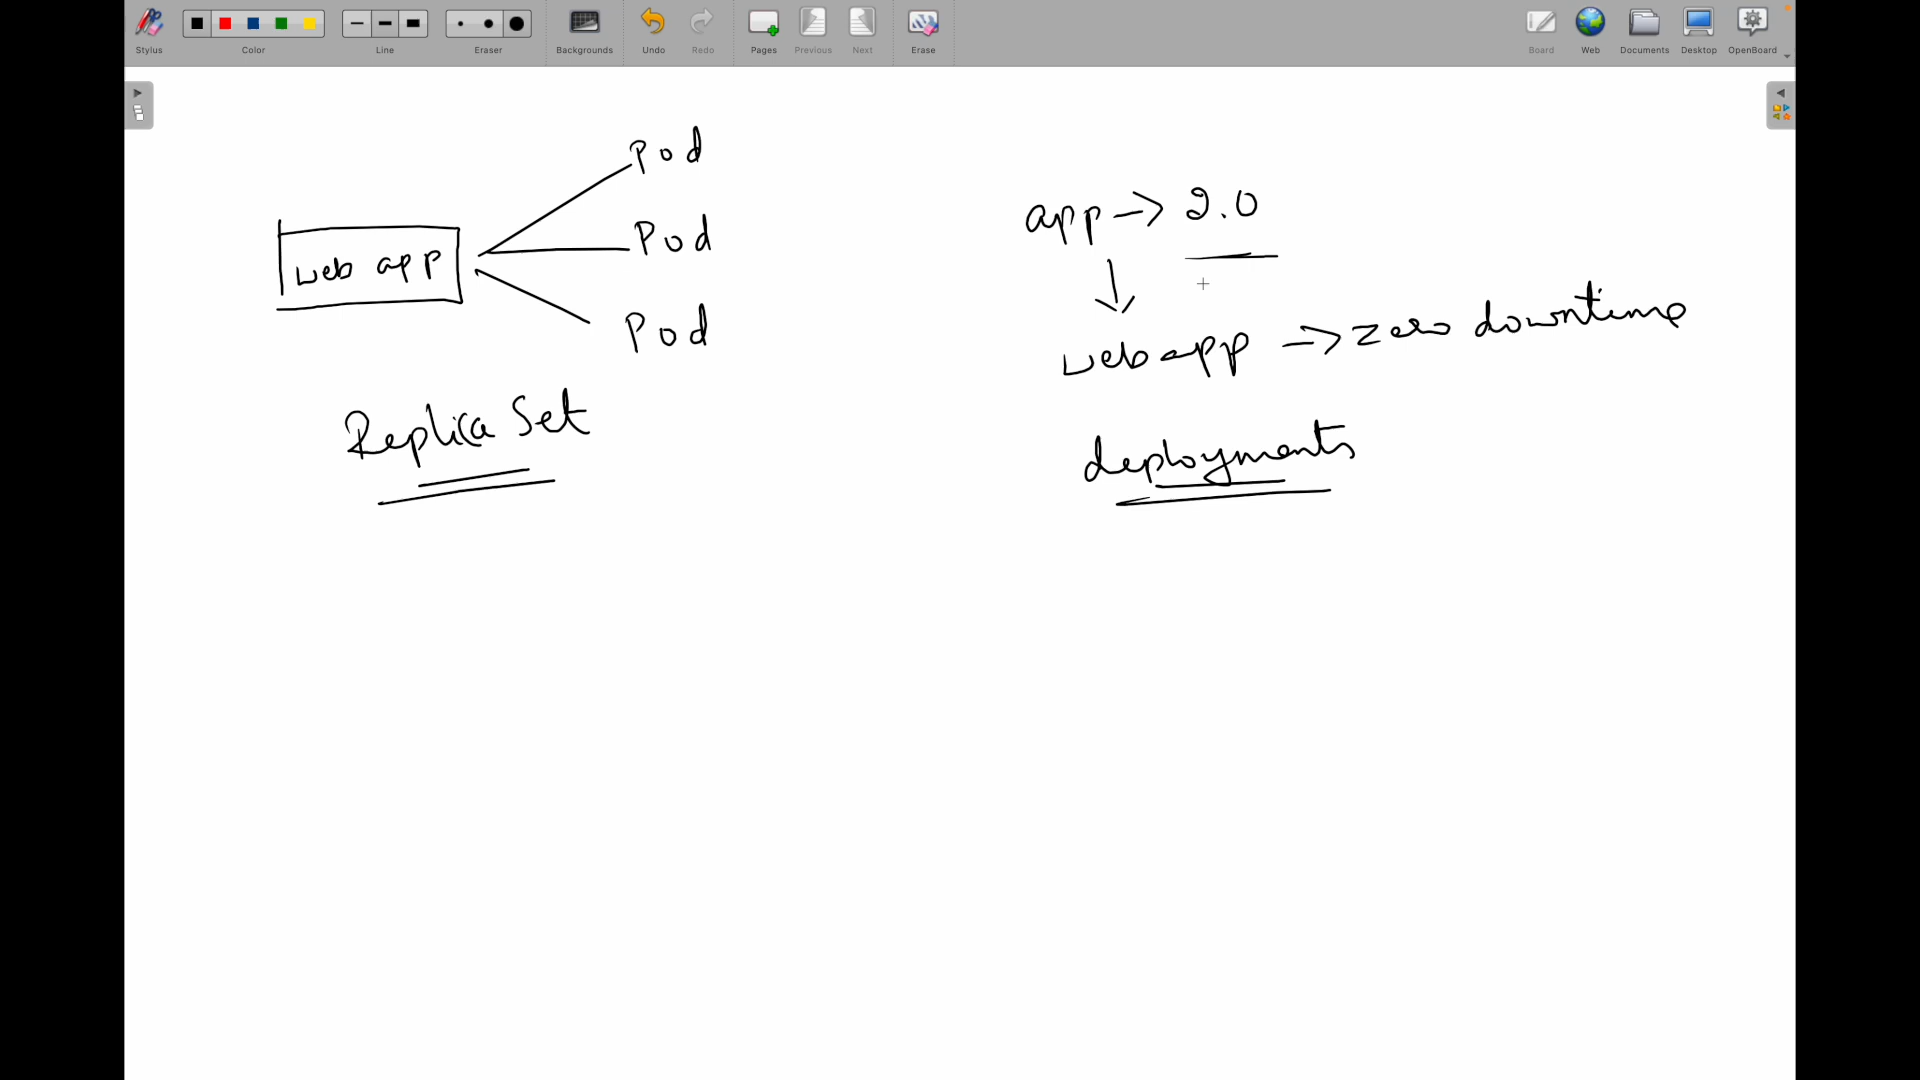 Stylus
Color
Line
Eraser
Backgrounds
Undo
Redo
Pages
Previous
Next
Erase
Board
Web
Documents
Desktop
OpenBoard
Pod
web app
Pod
Pod
Replica Set
app -> 2.0
web app -> zero downtime
deployments